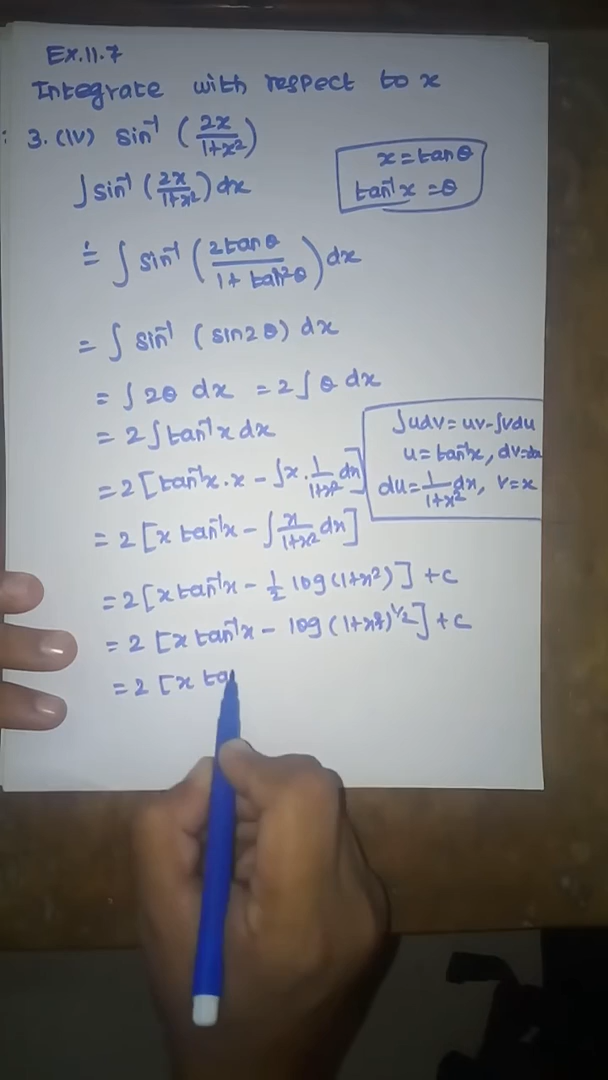 Ex.11.7
Integrate with respect to x
3. (iv) sin⁻¹ (2x/1+x²)
∫ sin⁻¹ (2x/1+x²) dx
x = tanθ
tan⁻¹x = θ
= ∫ sin⁻¹ (2tanθ/1+tan²θ) dx
= ∫ sin⁻¹ (sin2θ) dx
= ∫ 2θ dx = 2∫ θ dx
= 2∫ tan⁻¹x dx
∫udv = uv-∫vdu
u = tan⁻¹x, dv=dx
du = 1/1+x² dx, v = x
= 2 [tan⁻¹x . x - ∫x . 1/1+x² dx]
= 2 [x tan⁻¹x - ∫ x/1+x² dx]
= 2 [x tan⁻¹x - 1/2 log (1+x²)] + c
= 2 [x tan⁻¹x - log (1+x²)^1/2] + c
= 2 [x ta